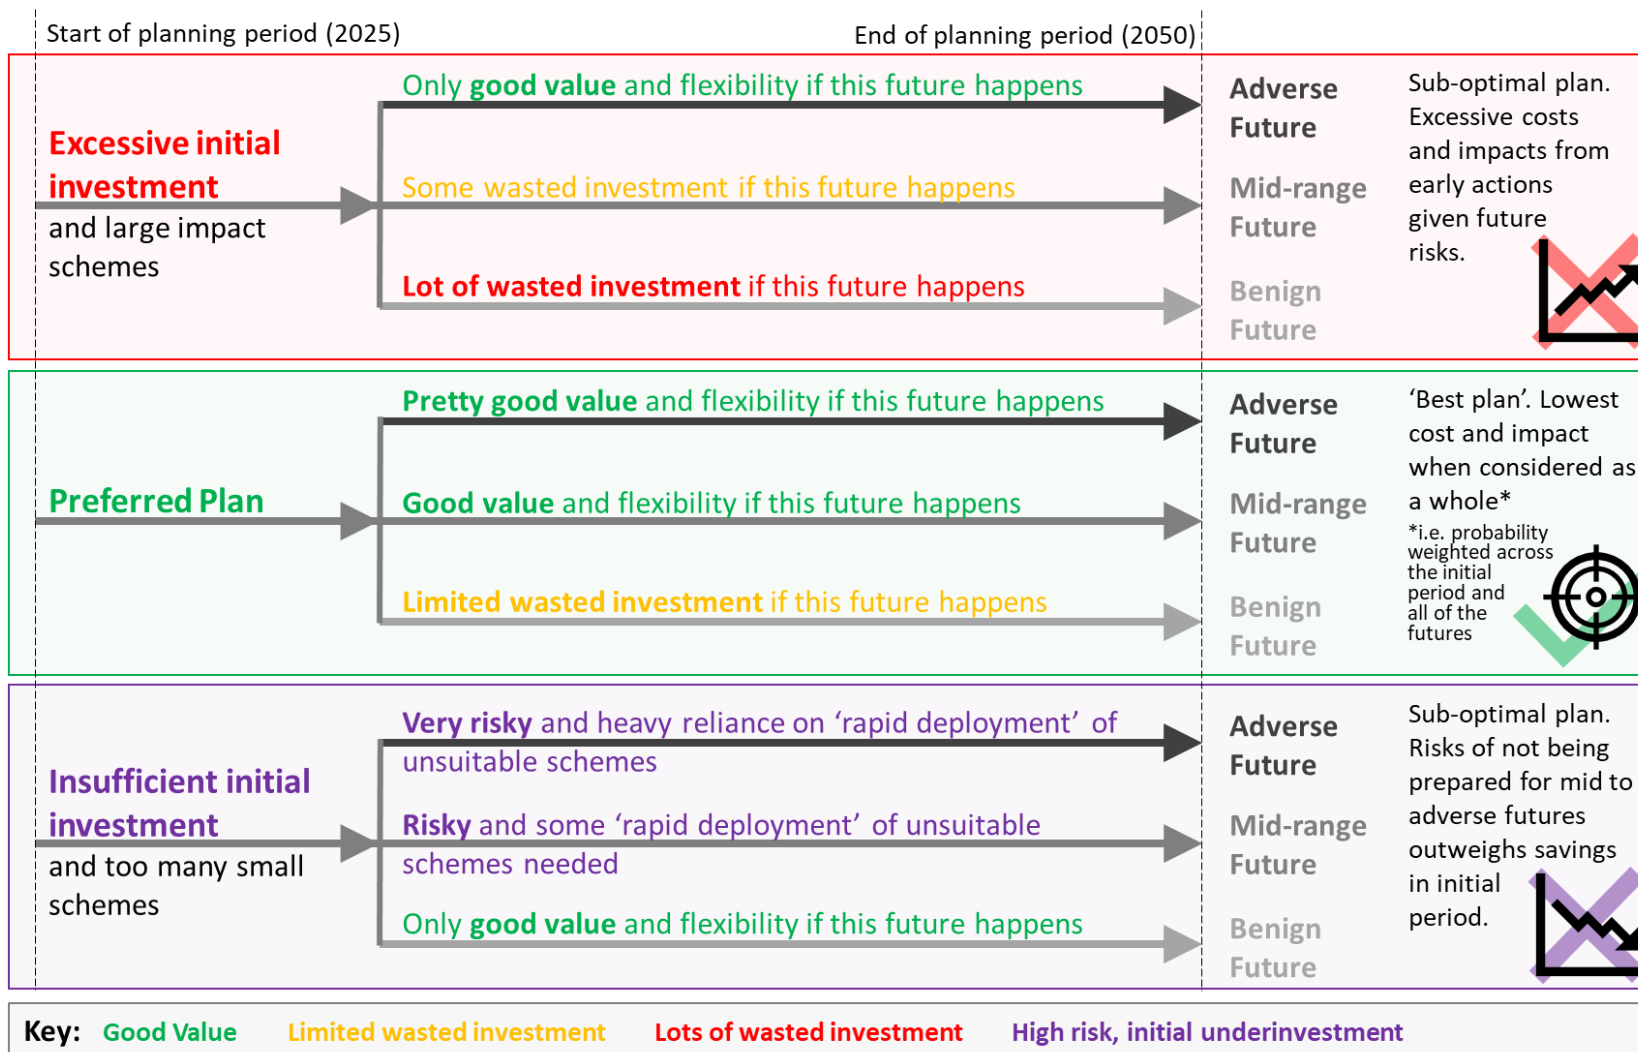 Start of planning period (2025)
End of planning period (2050)
Excessive initial
investment
and large impact
schemes
Only good value and flexibility if this future happens
Some wasted investment if this future happens
Lot of wasted investment if this future happens
Adverse
Future
Mid-range
Future
Benign
Future
Sub-optimal plan.
Excessive costs
and impacts from
early actions
given future
risks.
Preferred Plan
Pretty good value and flexibility if this future happens
Good value and flexibility if this future happens
Limited wasted investment if this future happens
Adverse
Future
Mid-range
Future
Benign
Future
‘Best plan’. Lowest
cost and impact
when considered as
a whole*
*i.e. probability
weighted across
the initial
period and
all of the
futures
Insufficient initial
investment
and too many small
schemes
Very risky and heavy reliance on ‘rapid deployment’ of
unsuitable schemes
Risky and some ‘rapid deployment’ of unsuitable
schemes needed
Only good value and flexibility if this future happens
Adverse
Future
Mid-range
Future
Benign
Future
Sub-optimal plan.
Risks of not being
prepared for mid to
adverse futures
outweighs savings
in initial
period.
Key: Good Value Limited wasted investment Lots of wasted investment High risk, initial underinvestment